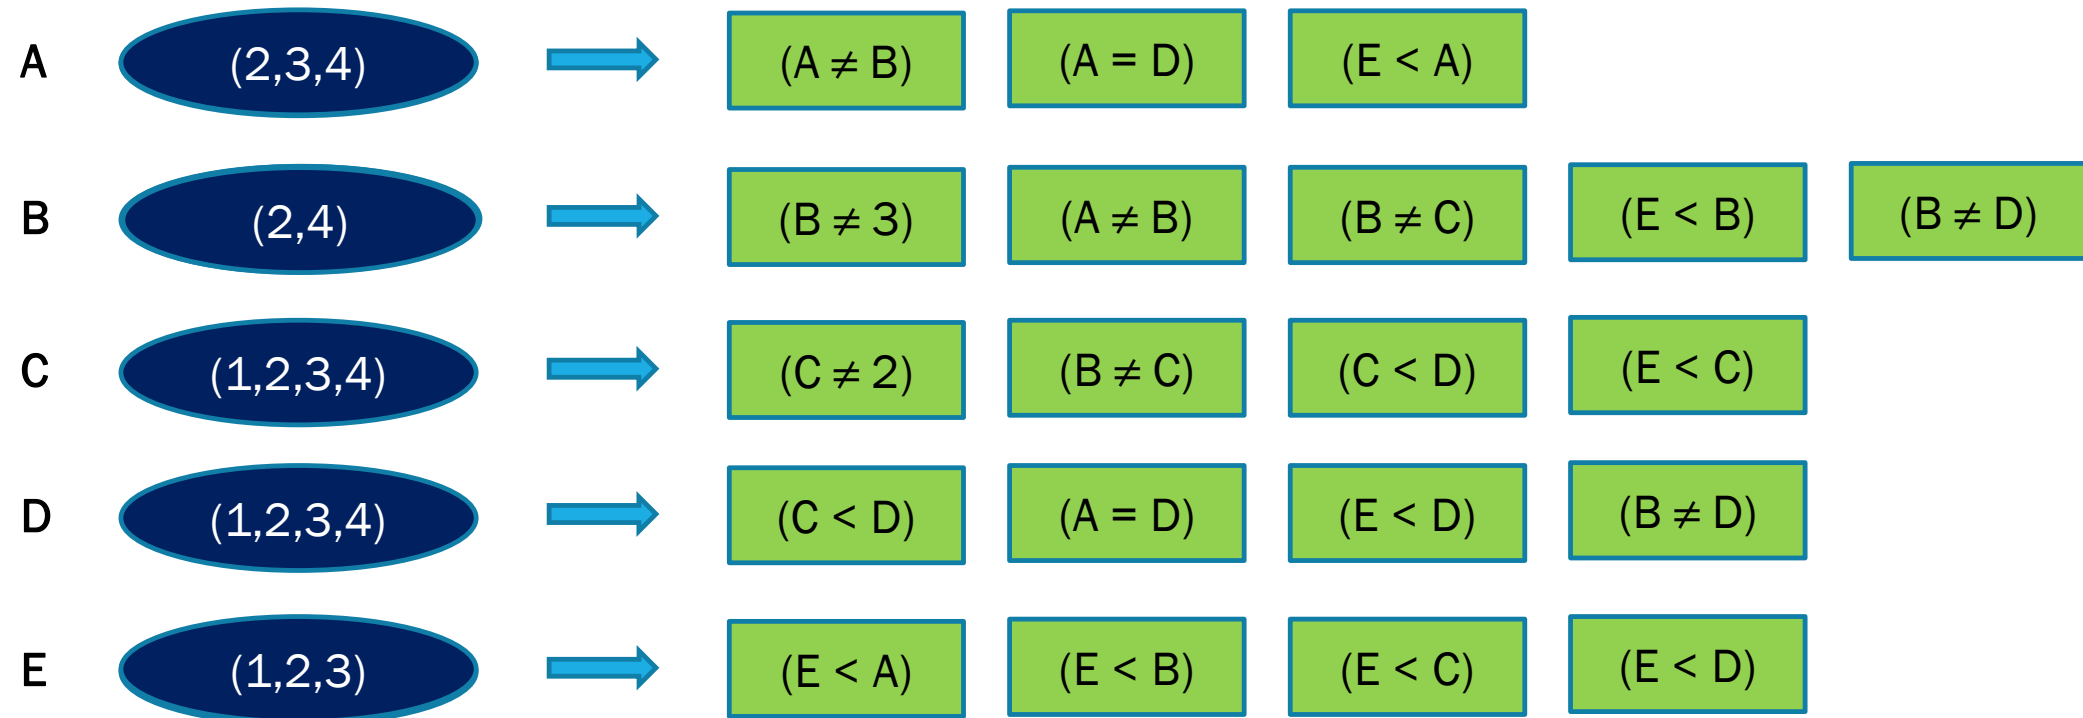 A (2,3,4) (A ≠ B) (A = D) (E < A)
B (2,4) (B ≠ 3) (A ≠ B) (B ≠ C) (E < B) (B ≠ D)
C (1,2,3,4) (C ≠ 2) (B ≠ C) (C < D) (E < C)
D (1,2,3,4) (C < D) (A = D) (E < D) (B ≠ D)
E (1,2,3) (E < A) (E < B) (E < C) (E < D)